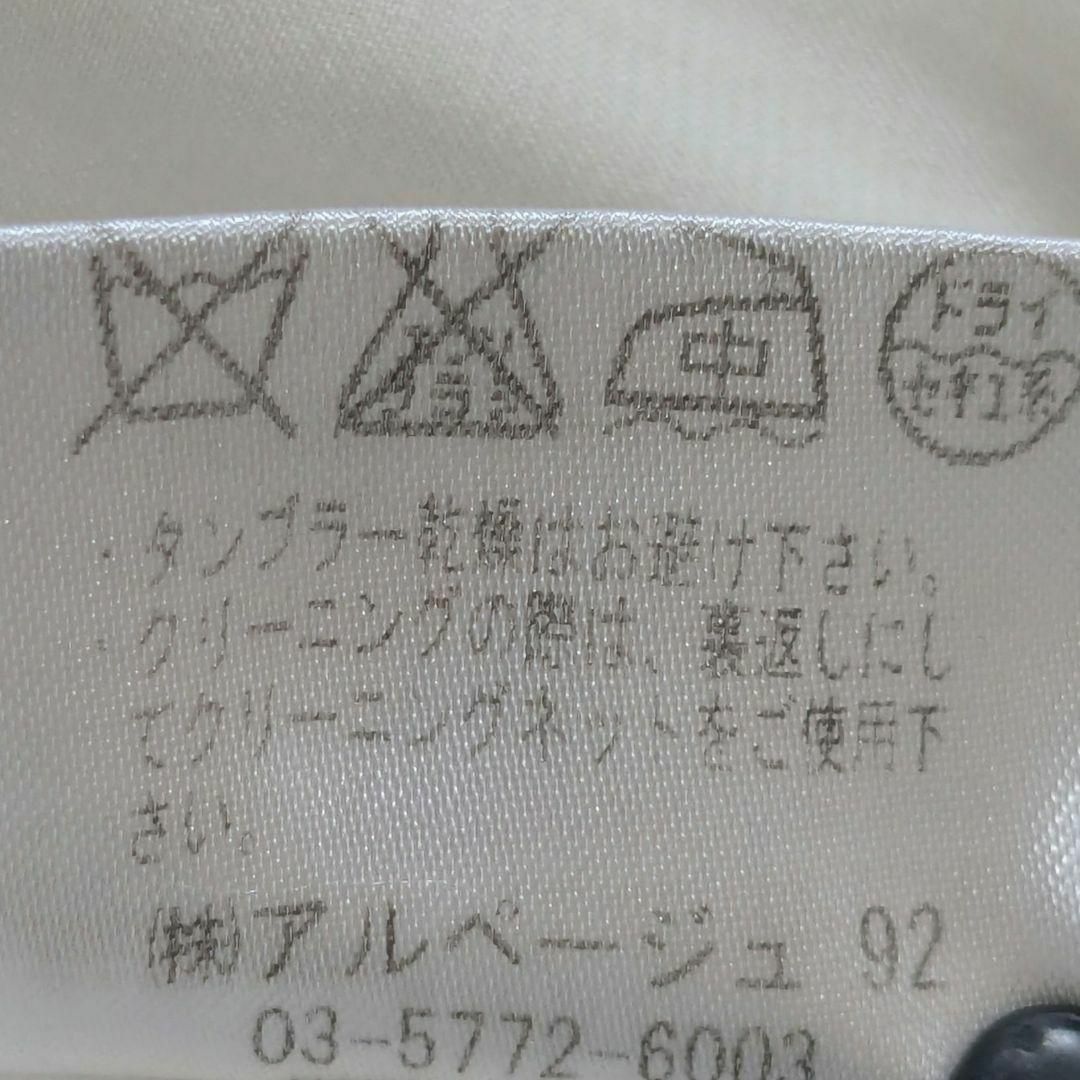 中
ドライ
セキユ系
・タンブラー乾燥はお避け下さい。
・クリーニングの際は、裏返しにし
てクリーニングネットをご使用下
さい。
㈱アルページュ 92
03-5772-6003